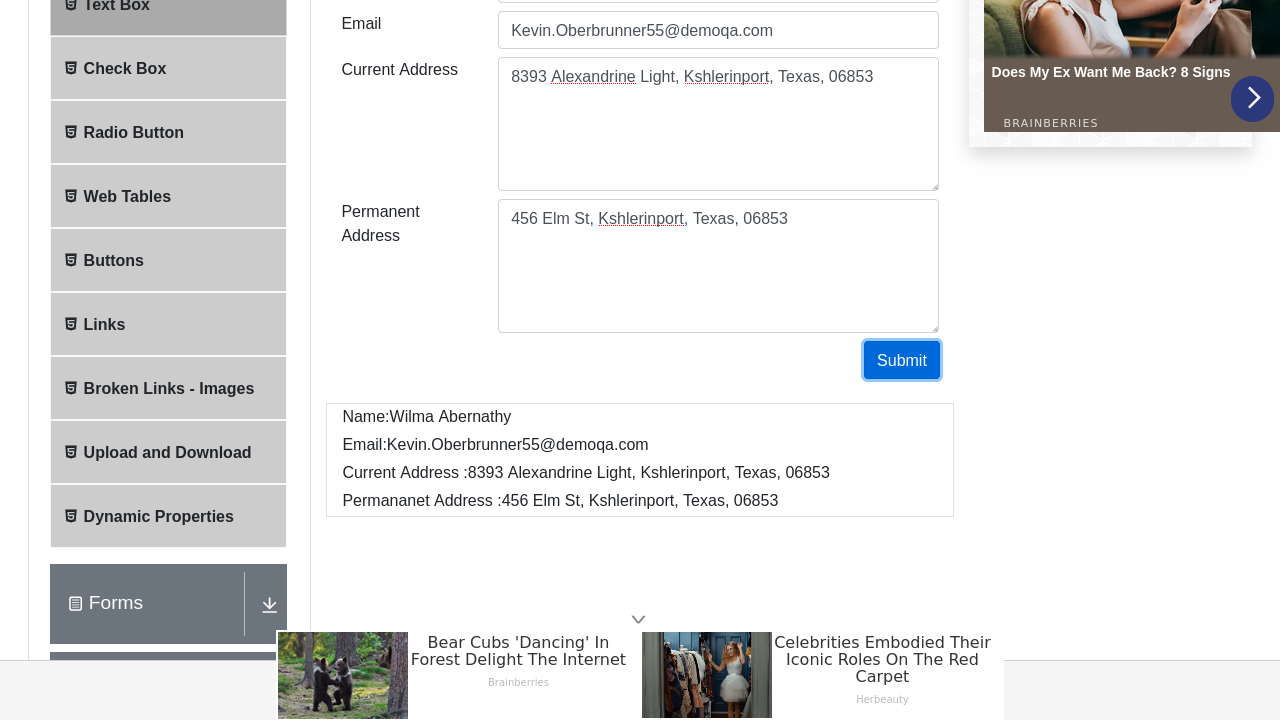 Text Box
Check Box
Radio Button
Web Tables
Buttons
Links
Broken Links - Images
Upload and Download
Dynamic Properties
Forms
Email
Kevin.Oberbrunner55@demoqa.com
Current Address
8393 Alexandrine Light, Kshlerinport, Texas, 06853
Permanent
Address
456 Elm St, Kshlerinport, Texas, 06853
Submit
Name:Wilma Abernathy
Email:Kevin.Oberbrunner55@demoqa.com
Current Address :8393 Alexandrine Light, Kshlerinport, Texas, 06853
Permananet Address :456 Elm St, Kshlerinport, Texas, 06853
Does My Ex Want Me Back? 8 Signs
BRAINBERRIES
Bear Cubs 'Dancing' In
Forest Delight The Internet
Brainberries
Celebrities Embodied Their
Iconic Roles On The Red
Carpet
Herbeauty